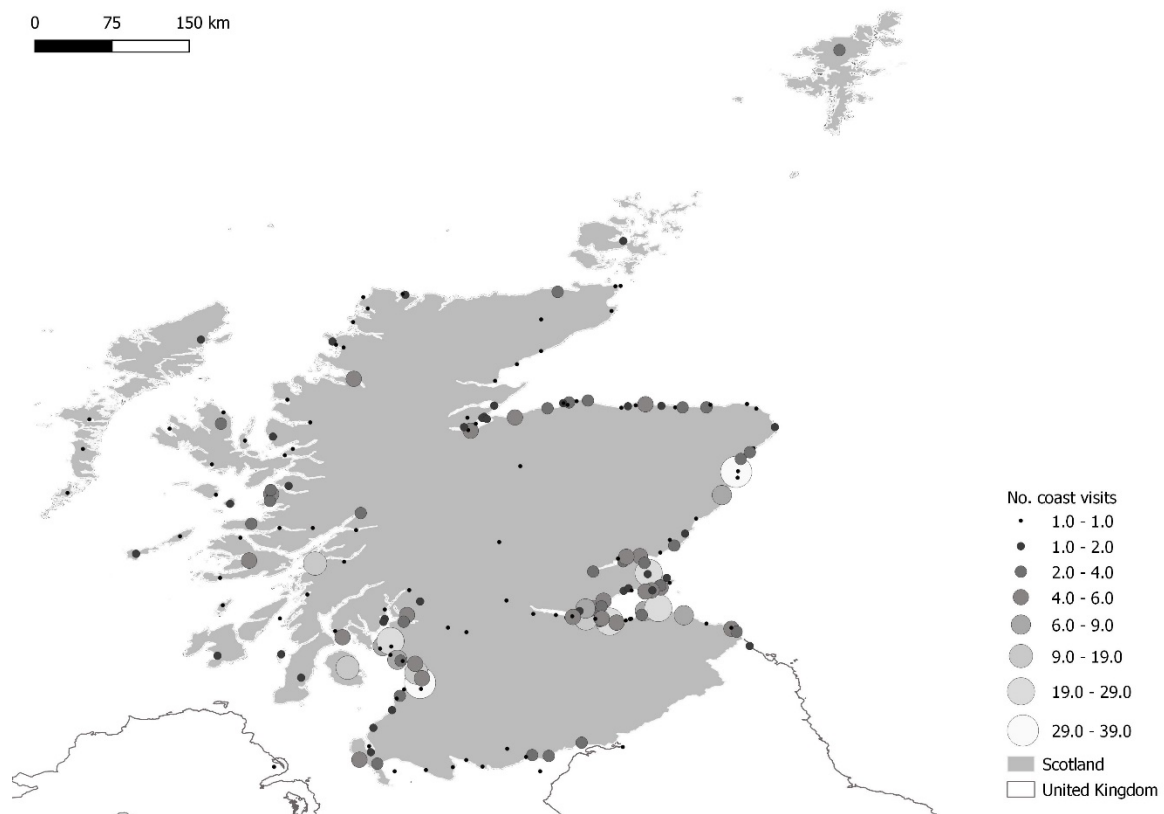 0 75 150 km
No. coast visits
1.0 - 1.0
1.0 - 2.0
2.0 - 4.0
4.0 - 6.0
6.0 - 9.0
9.0 - 19.0
19.0 - 29.0
29.0 - 39.0
Scotland
United Kingdom